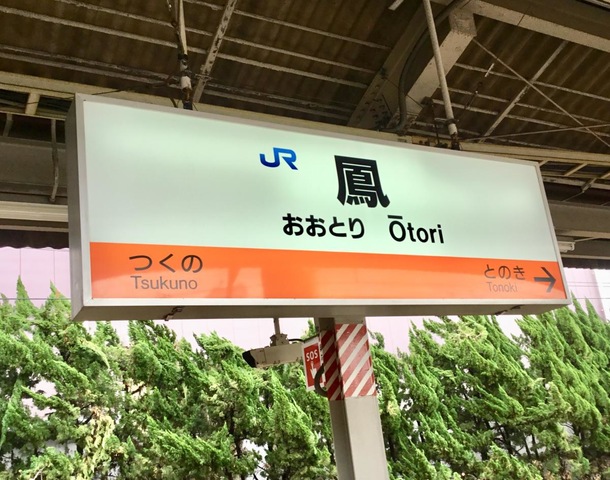 JR 鳳
おおとり Ōtori
つくの
Tsukuno
とのき →
Tonoki
SOS